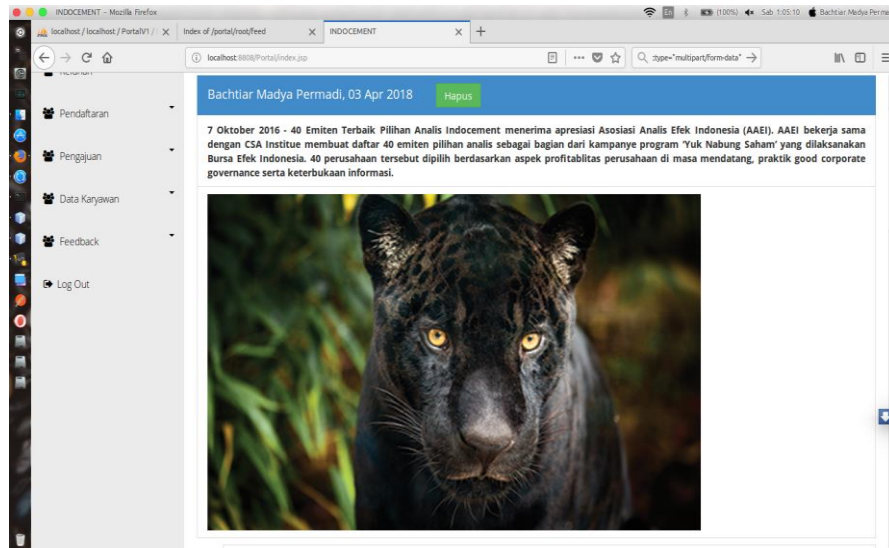 INDOCEMENT - Mozilla Firefox
En (100%) Sab 1:05:10 Bachtiar Madya Perma
localhost / localhost / PortalV1 / Index of /portal/root/feed INDOCEMENT
localhost:8808/Portal/index.jsp :type="multipart/form-data"
Pendaftaran
Pengajuan
Data Karyawan
Feedback
Log Out
Bachtiar Madya Permadi, 03 Apr 2018 Hapus
7 Oktober 2016 - 40 Emiten Terbaik Pilihan Analis Indocement menerima apresiasi Asosiasi Analis Efek Indonesia (AAEI). AAEI bekerja sama
dengan CSA Institue membuat daftar 40 emiten pilihan analis sebagai bagian dari kampanye program 'Yuk Nabung Saham' yang dilaksanakan
Bursa Efek Indonesia. 40 perusahaan tersebut dipilih berdasarkan aspek profitablitas perusahaan di masa mendatang, praktik good corporate
governance serta keterbukaan informasi.